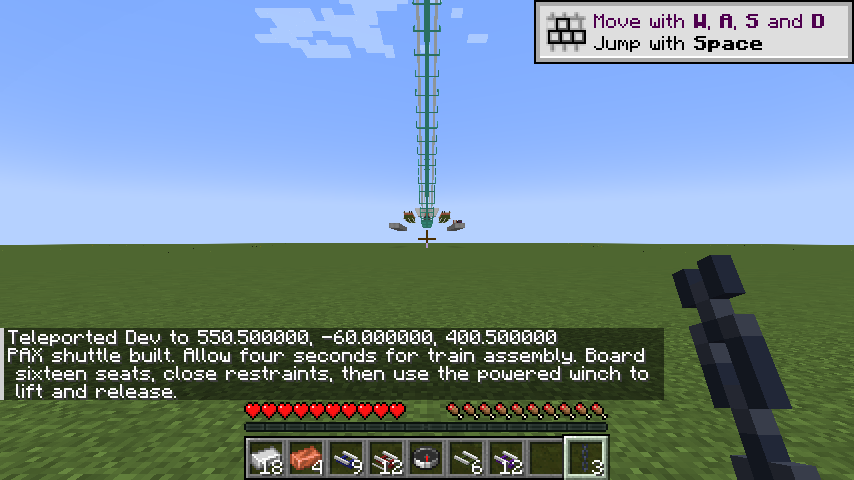 Move with W, A, S and D
Jump with Space
Teleported Dev to 550.500000, -60.000000, 400.500000
PAX shuttle built. Allow four seconds for train assembly. Board
sixteen seats, close restraints, then use the powered winch to
lift and release.
18 4 9 12 6 12 3